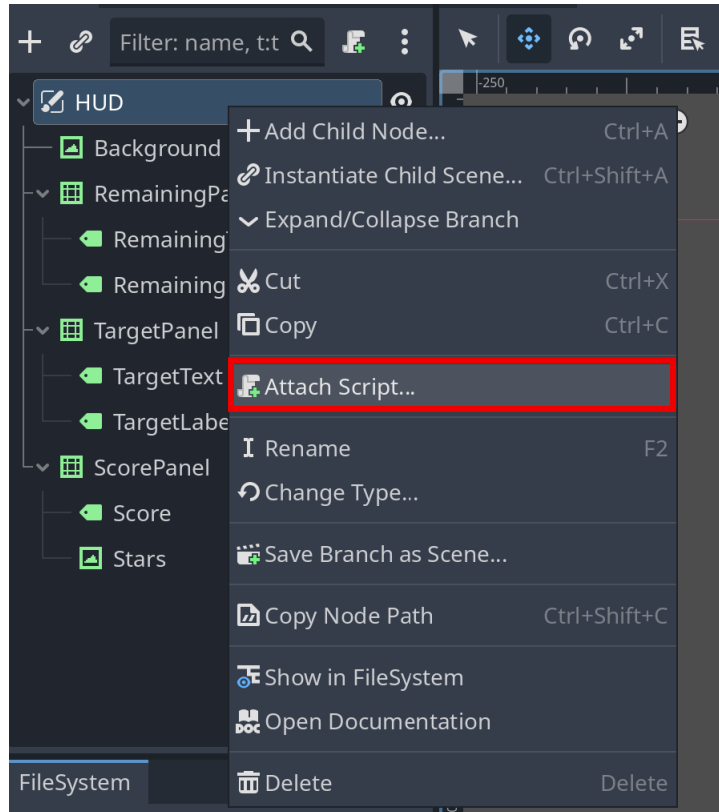 Filter: name, t:t
HUD
-250
Background
RemainingPa
Remaining
Remaining
TargetPanel
TargetText
TargetLabe
ScorePanel
Score
Stars
Add Child Node... Ctrl+A
Instantiate Child Scene... Ctrl+Shift+A
Expand/Collapse Branch
Cut Ctrl+X
Copy Ctrl+C
Attach Script...
Rename F2
Change Type...
Save Branch as Scene...
Copy Node Path Ctrl+Shift+C
Show in FileSystem
DOC Open Documentation
Delete Delete
FileSystem